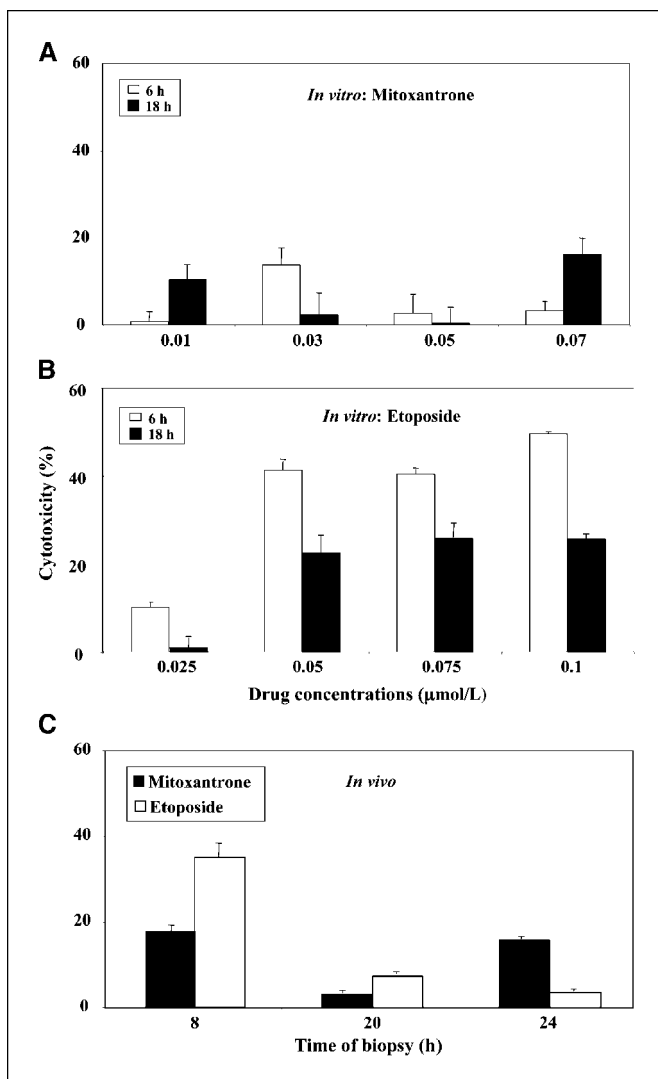 A
60
40
20
0
6 h
18 h
In vitro: Mitoxantrone
0.01 0.03 0.05 0.07
B
60
40
20
0
6 h
18 h
In vitro: Etoposide
Cytotoxicity (%)
0.025 0.05 0.075 0.1
Drug concentrations (μmol/L)
C
60
40
20
0
Mitoxantrone
Etoposide
In vivo
8 20 24
Time of biopsy (h)